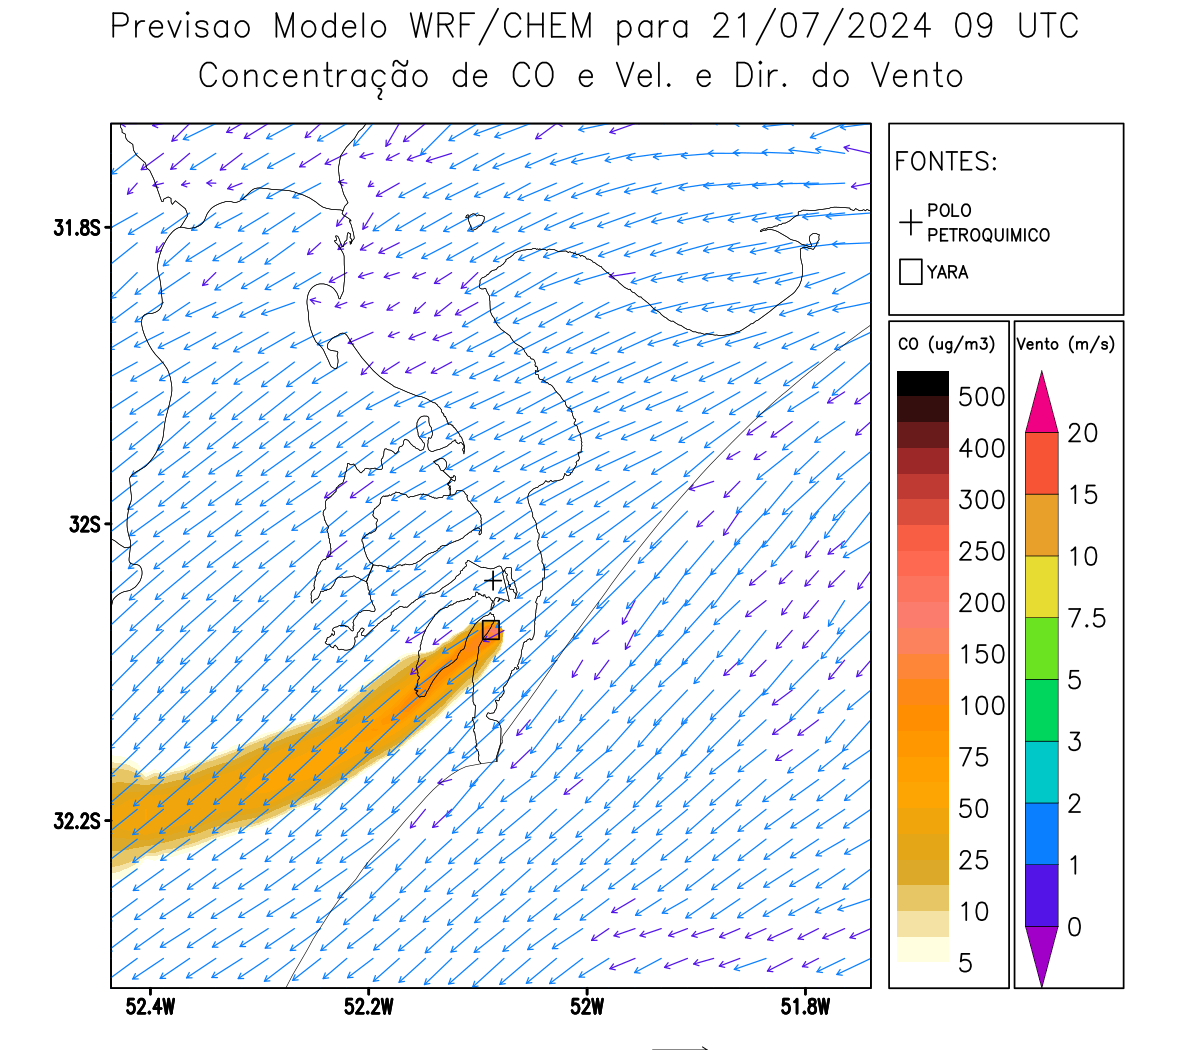 Previsao Modelo WRF/CHEM para 21/07/2024 09 UTC
Concentração de CO e Vel. e Dir. do Vento
FONTES:
POLO
PETROQUIMICO
YARA
CO (ug/m3)
500
400
300
250
200
150
100
75
50
25
10
5
Vento (m/s)
20
15
10
7.5
5
3
2
1
0
31.8S
32S
32.2S
52.4W 52.2W 52W 51.8W